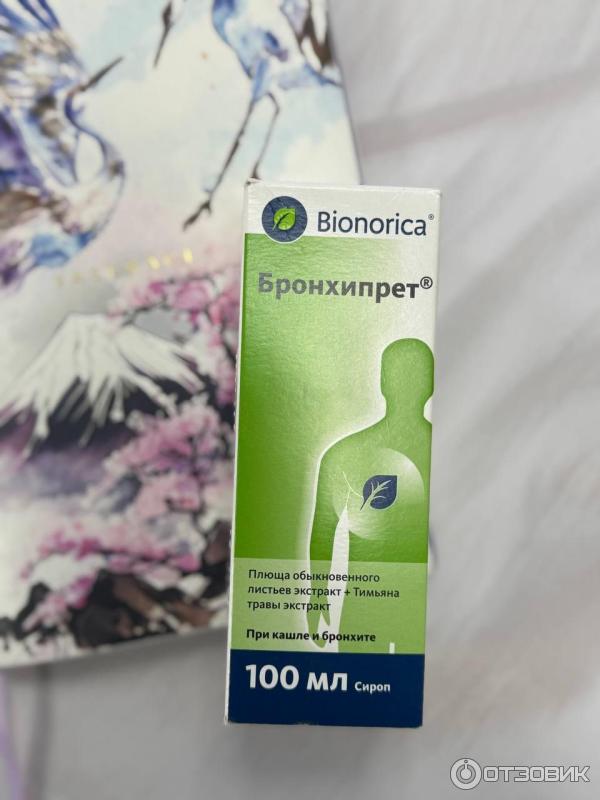 Bionorica®
Бронхипрет®
Плюща обыкновенного
листьев экстракт + Тимьяна
травы экстракт
При кашле и бронхите
100 мл Сироп
ОТЗОВИК